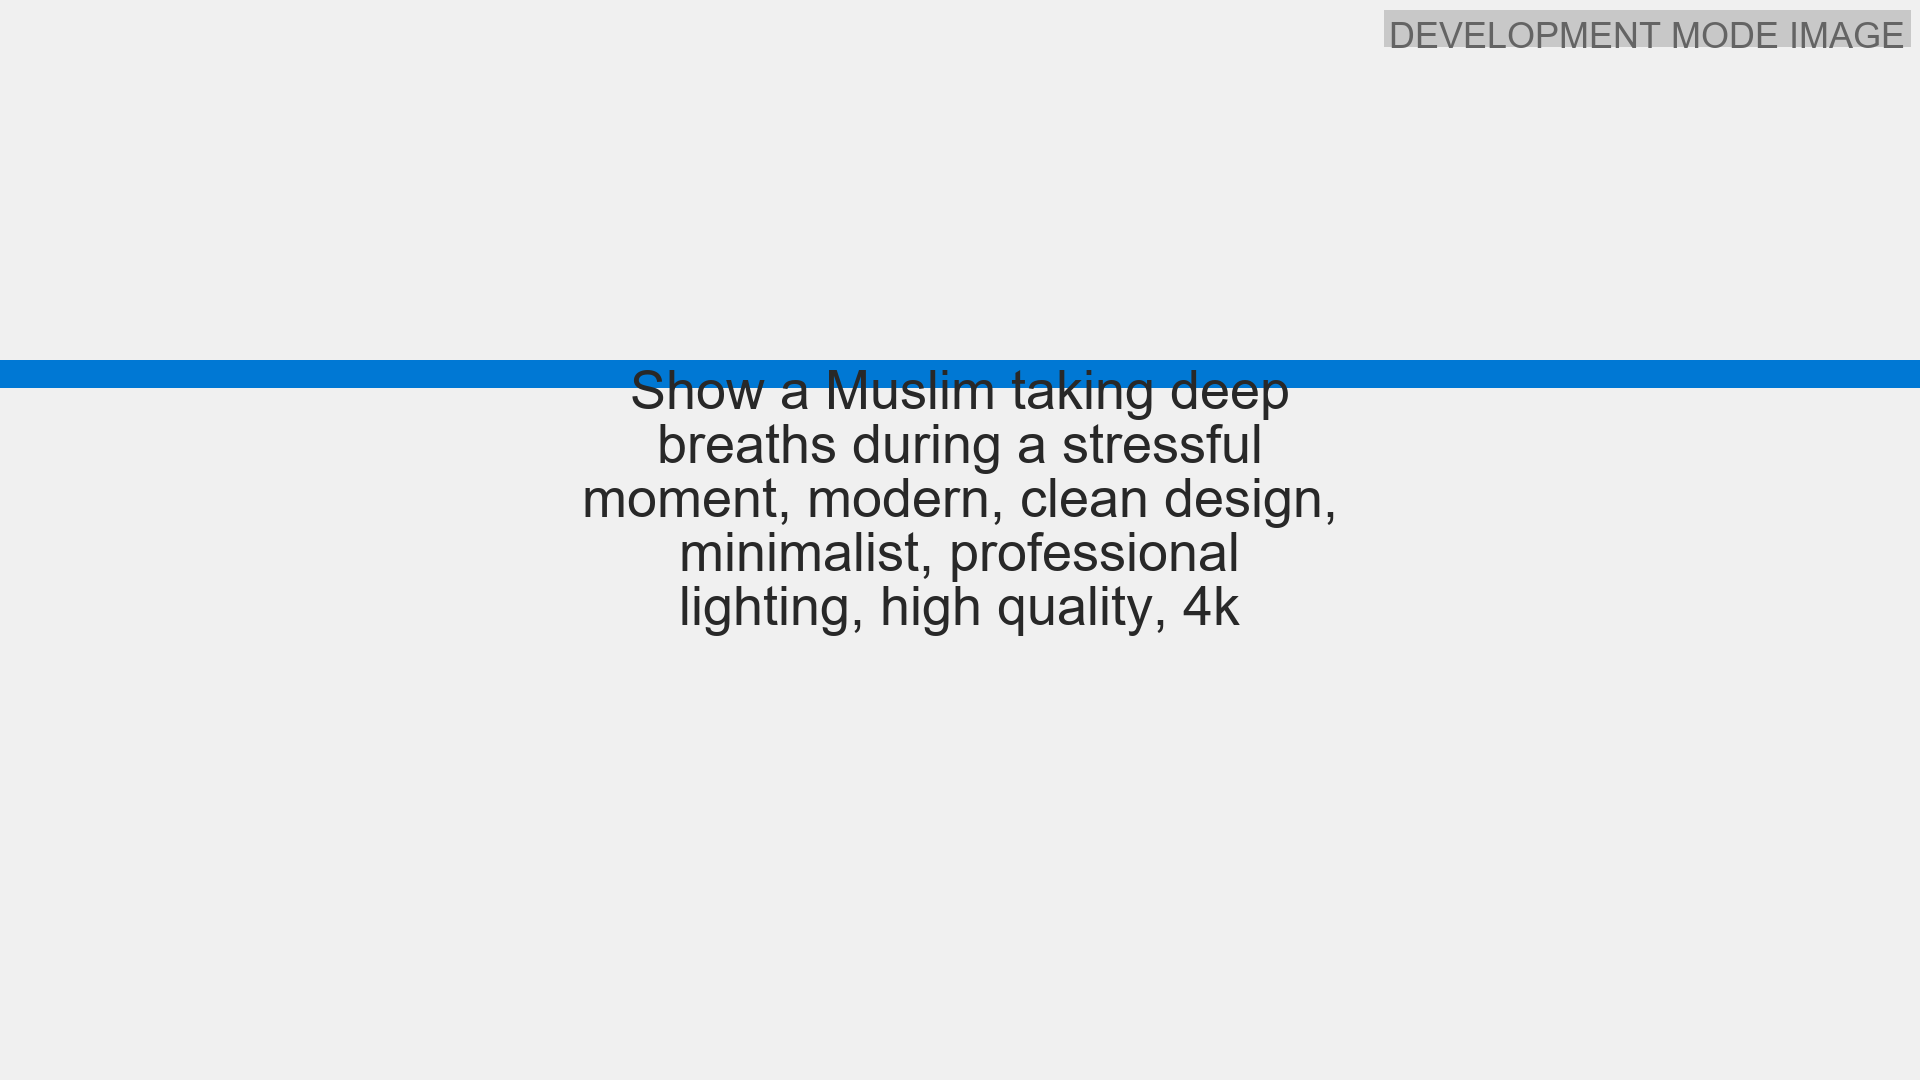 DEVELOPMENT MODE IMAGE
Show a Muslim taking deep
breaths during a stressful
moment, modern, clean design,
minimalist, professional
lighting, high quality, 4k